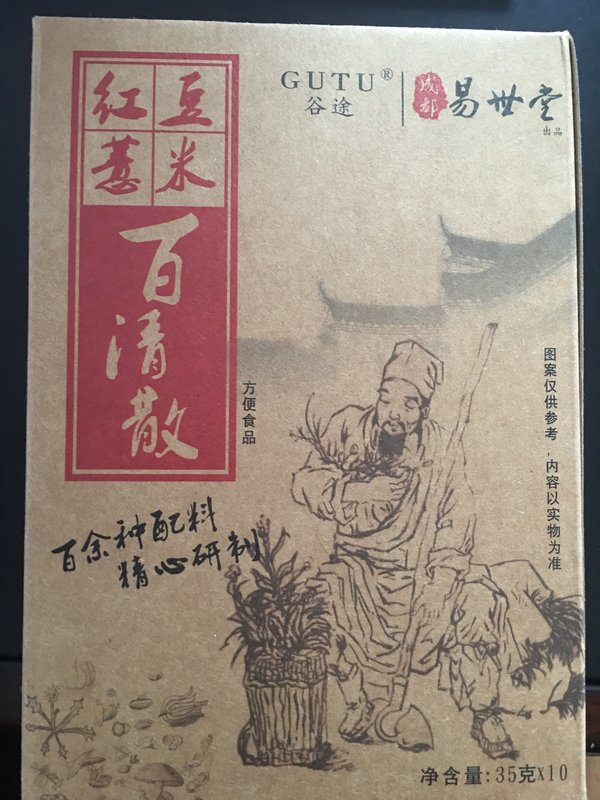 红豆
薏米
百清散
方便食品
GUTU®
谷途
成都
易世堂
出品
图案仅供参考,内容以实物为准
百余种配料
精心研制
净含量:35克x10